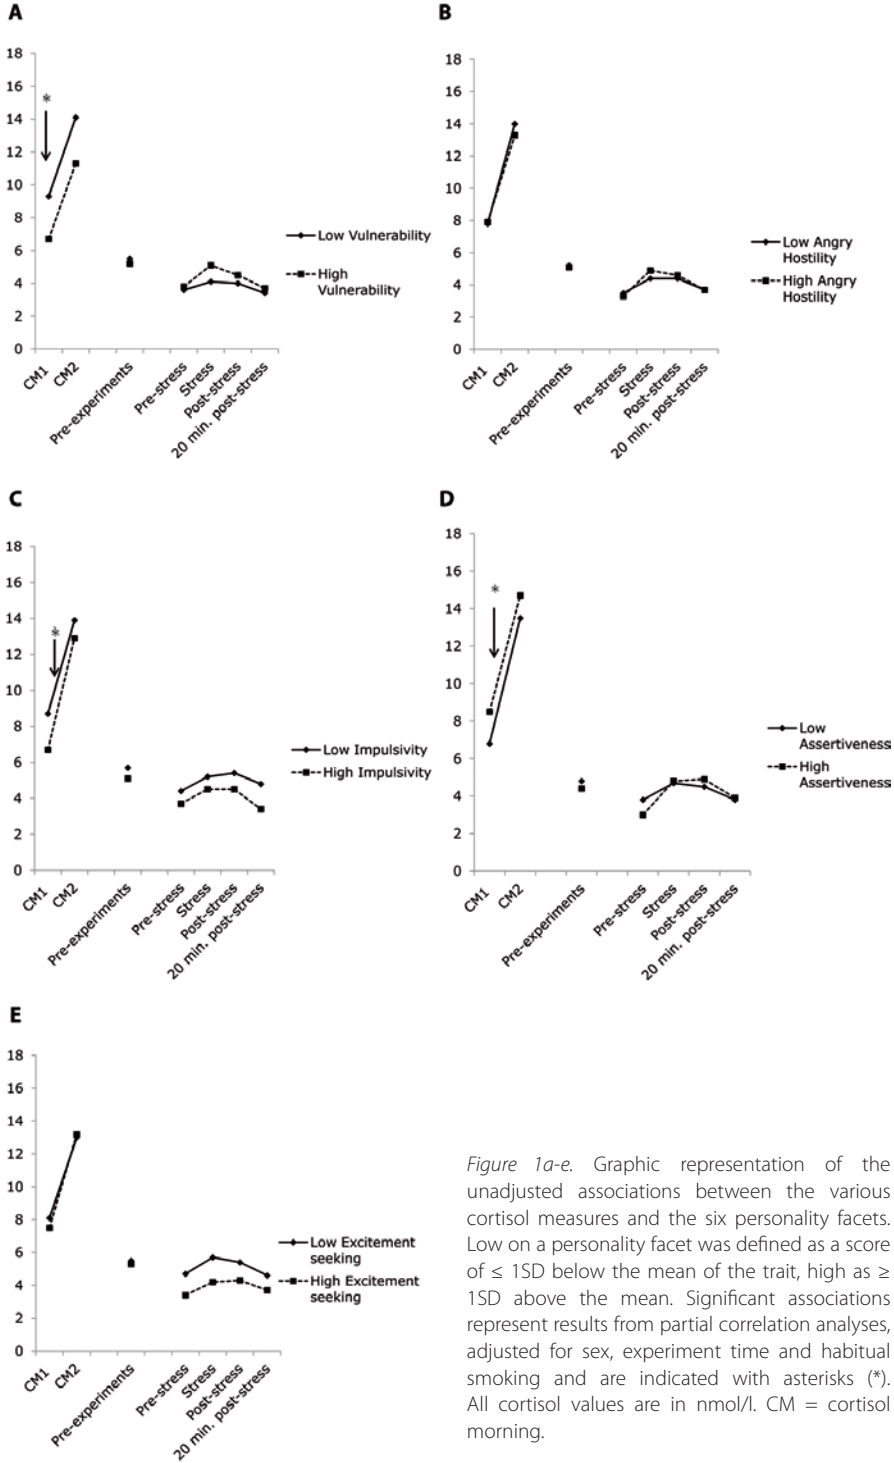 A
18
16
14
12
10
8
6
4
2
0
*
CM1
CM2
Pre-experiments
Pre-stress
Stress
Post-stress
20 min. post-stress
Low Vulnerability
High
Vulnerability
B
18
16
14
12
10
8
6
4
2
0
CM1
CM2
Pre-experiments
Pre-stress
Stress
Post-stress
20 min. post-stress
Low Angry
Hostility
High Angry
Hostility
C
18
16
14
12
10
8
6
4
2
0
*
CM1
CM2
Pre-experiments
Pre-stress
Stress
Post-stress
20 min. post-stress
Low Impulsivity
High Impulsivity
D
18
16
14
12
10
8
6
4
2
0
*
CM1
CM2
Pre-experiments
Pre-stress
Stress
Post-stress
20 min. post-stress
Low
Assertiveness
High
Assertiveness
E
18
16
14
12
10
8
6
4
2
0
CM1
CM2
Pre-experiments
Pre-stress
Stress
Post-stress
20 min. post-stress
Low Excitement
seeking
High Excitement
seeking
Figure 1a-e. Graphic representation of the
unadjusted associations between the various
cortisol measures and the six personality facets.
Low on a personality facet was defined as a score
of ≤ 1SD below the mean of the trait, high as ≥
1SD above the mean. Significant associations
represent results from partial correlation analyses,
adjusted for sex, experiment time and habitual
smoking and are indicated with asterisks (*).
All cortisol values are in nmol/l. CM = cortisol
morning.